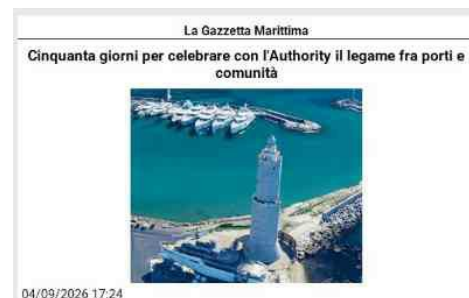 La Gazzetta Marittima
Cinquanta giorni per celebrare con l'Authority il legame fra porti e
comunità
04/09/2026 17:24